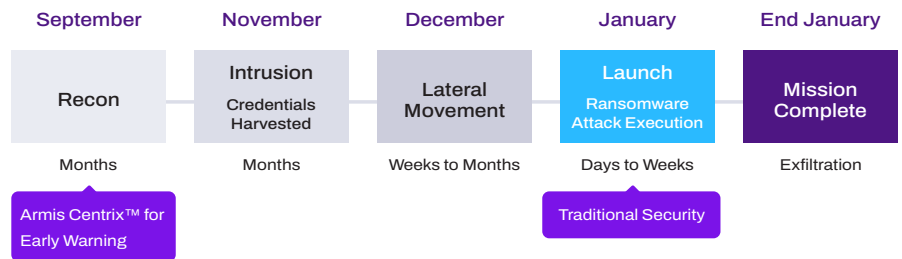 September
November
December
January
End January
Recon
Intrusion
Credentials
Harvested
Lateral
Movement
Launch
Ransomware
Attack Execution
Mission
Complete
Months
Months
Weeks to Months
Days to Weeks
Exfiltration
Armis Centrix™ for
Early Warning
Traditional Security